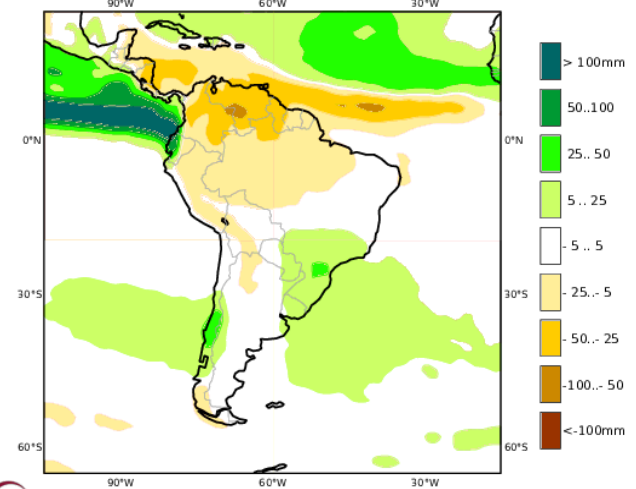 90°W 60°W 30°W
> 100mm
50..100
0°N 0°N
25.. 50
5 .. 25
- 5 .. 5
30°S 30°S
- 25..- 5
- 50..- 25
-100..- 50
<-100mm
60°S 60°S
90°W 60°W 30°W